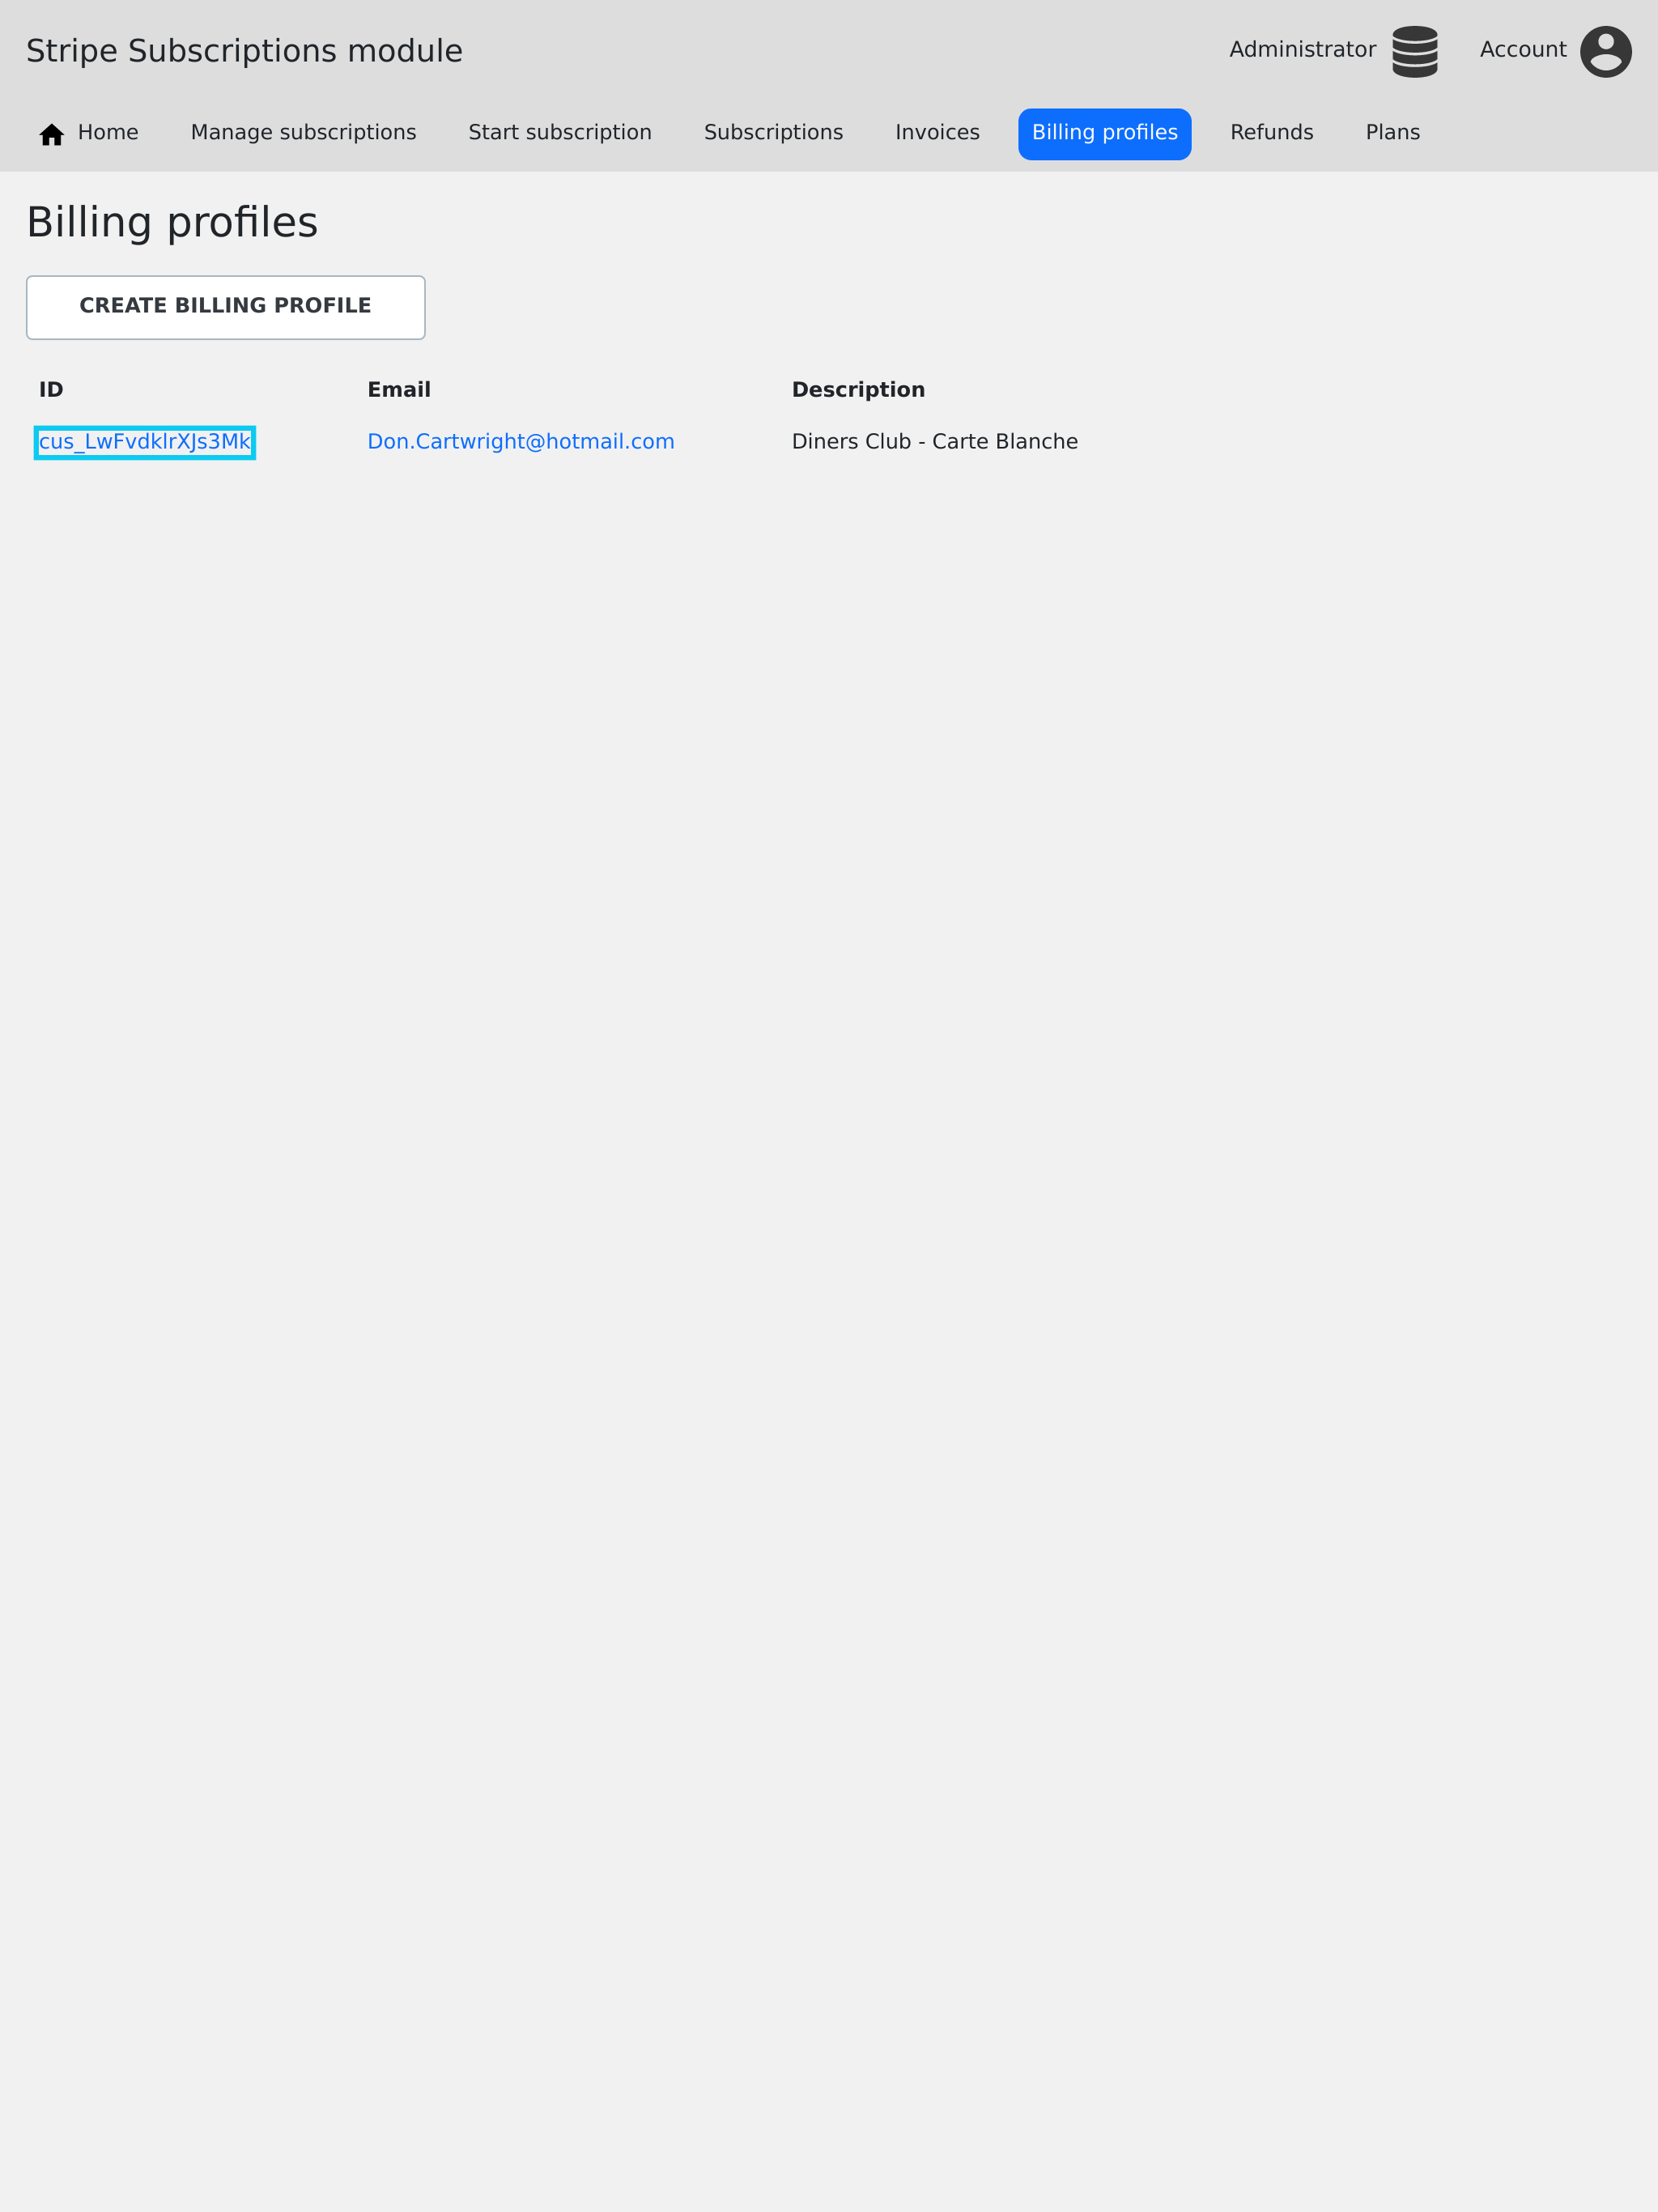 Stripe Subscriptions module
Administrator
Account
Home Manage subscriptions Start subscription Subscriptions Invoices Billing profiles Refunds Plans
Billing profiles
CREATE BILLING PROFILE
ID Email Description
cus_LwFvdklrXJs3Mk Don.Cartwright@hotmail.com Diners Club - Carte Blanche